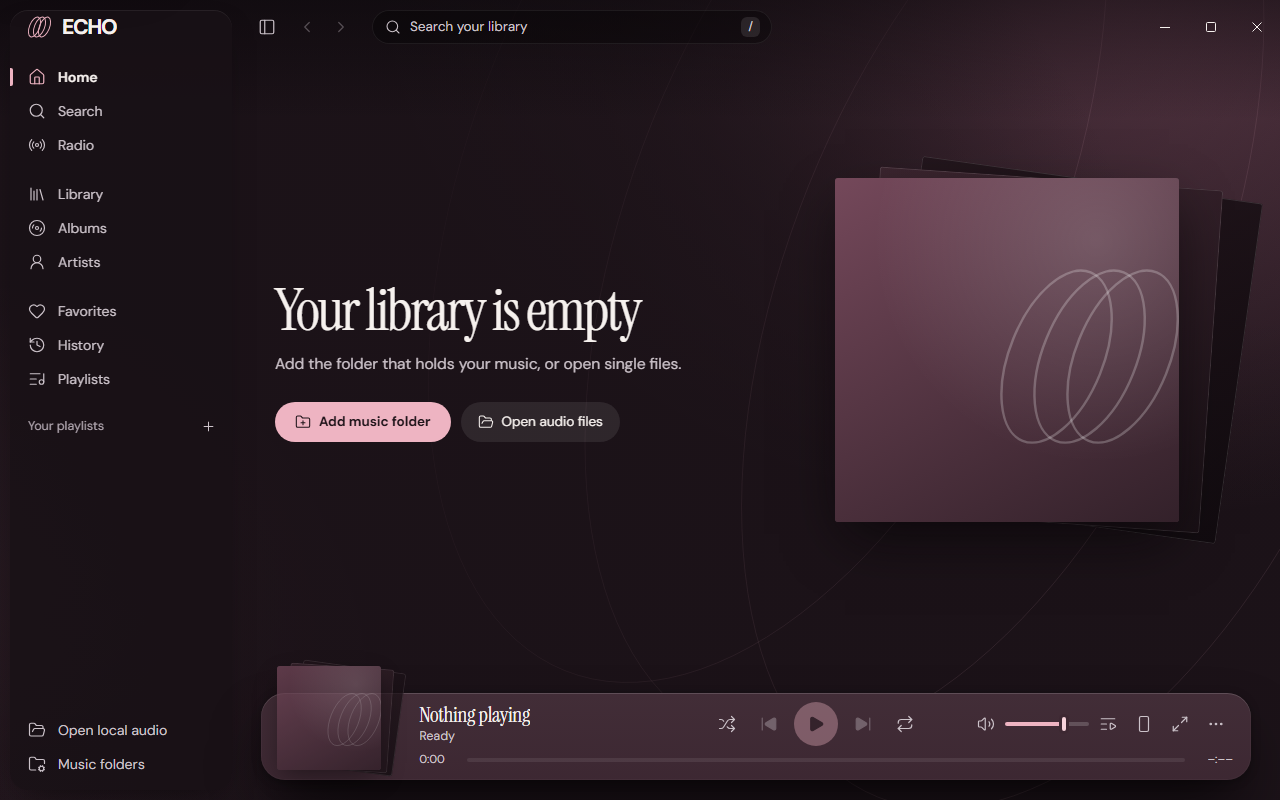 ECHO
Search your library
/
Home
Search
Radio
Library
Albums
Artists
Favorites
History
Playlists
Your playlists
Your library is empty
Add the folder that holds your music, or open single files.
Add music folder
Open audio files
Open local audio
Music folders
Nothing playing
Ready
0:00
–:––